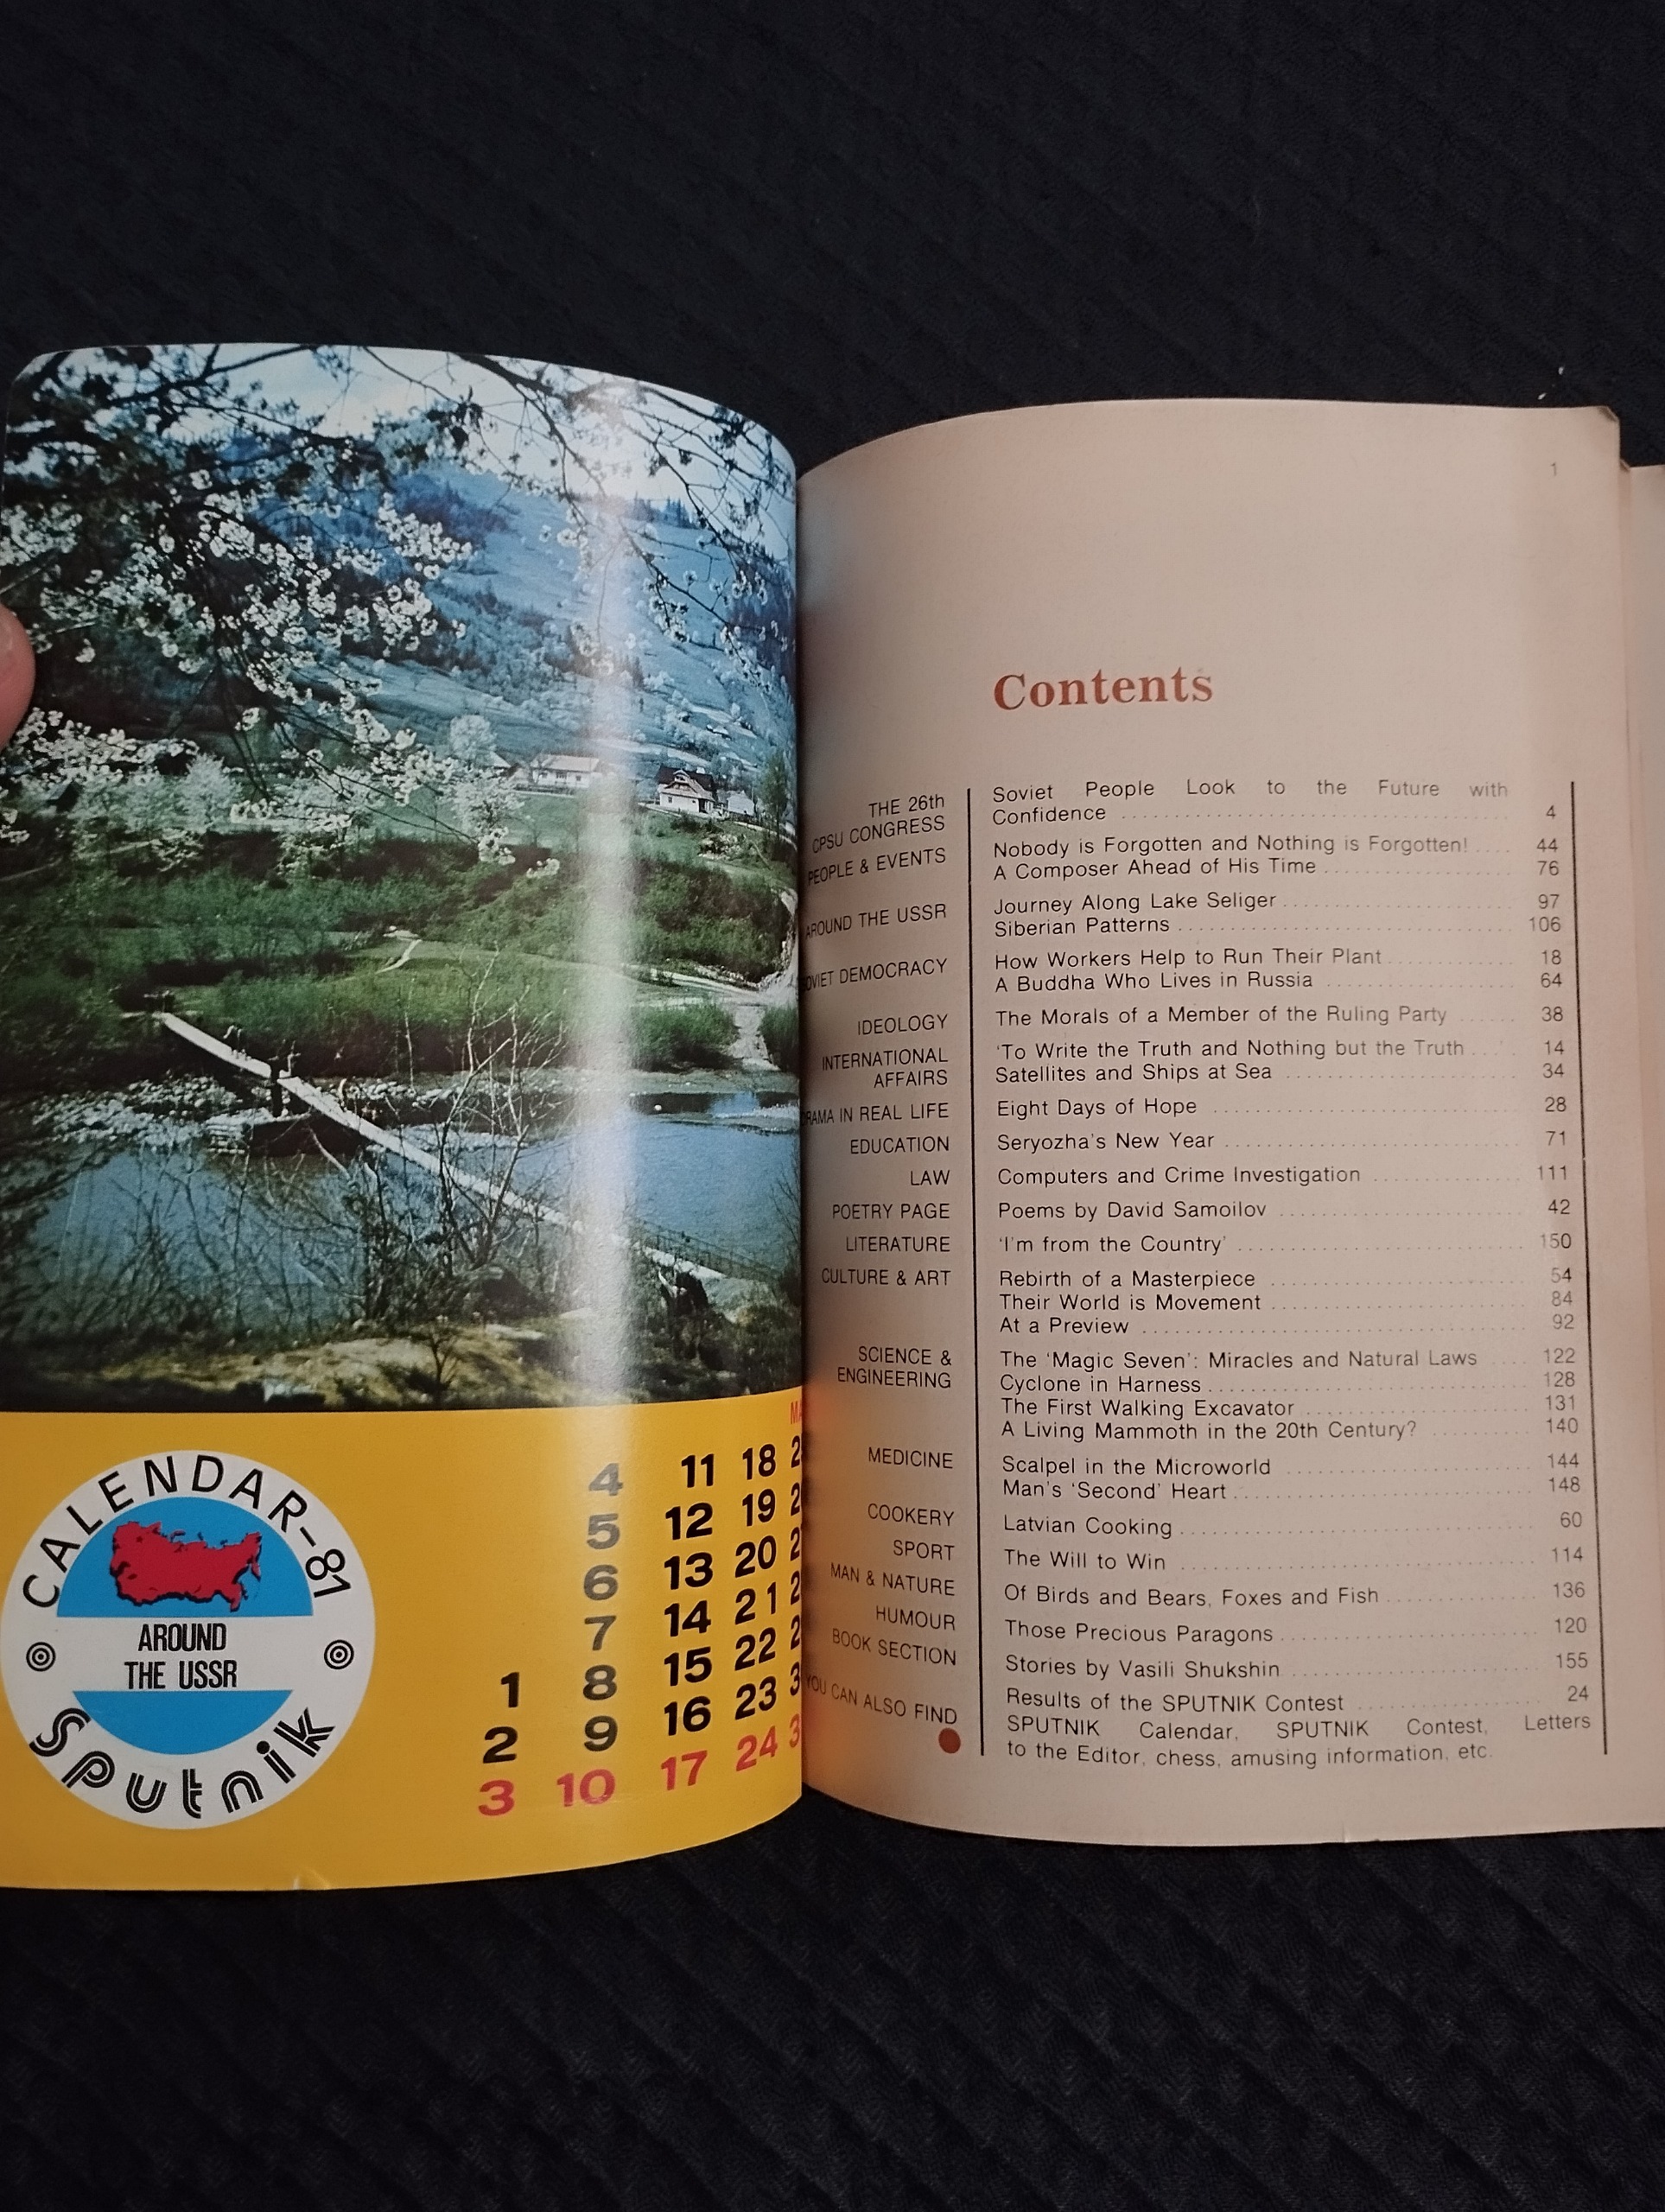 CALENDAR–81
AROUND
THE USSR
Sputnik
4 11 18
5 12 19
6 13 20
7 14 21
1 8 15 22
2 9 16 23
3 10 17 24
1
Contents
THE 26th
CPSU CONGRESS
Soviet People Look to the Future with
Confidence 4
PEOPLE & EVENTS
Nobody is Forgotten and Nothing is Forgotten! 44
A Composer Ahead of His Time 76
AROUND THE USSR
Journey Along Lake Seliger 97
Siberian Patterns 106
DEMOCRACY
How Workers Help to Run Their Plant 18
A Buddha Who Lives in Russia 64
IDEOLOGY
The Morals of a Member of the Ruling Party 38
INTERNATIONAL
AFFAIRS
'To Write the Truth and Nothing but the Truth...' 14
Satellites and Ships at Sea 34
IN REAL LIFE
Eight Days of Hope 28
EDUCATION
Seryozha's New Year 71
LAW
Computers and Crime Investigation 111
POETRY PAGE
Poems by David Samoilov 42
LITERATURE
'I'm from the Country' 150
CULTURE & ART
Rebirth of a Masterpiece 54
Their World is Movement 84
At a Preview 92
SCIENCE &
ENGINEERING
The 'Magic Seven': Miracles and Natural Laws 122
Cyclone in Harness 128
The First Walking Excavator 131
A Living Mammoth in the 20th Century? 140
MEDICINE
Scalpel in the Microworld 144
Man's 'Second' Heart 148
COOKERY
Latvian Cooking 60
SPORT
The Will to Win 114
MAN & NATURE
Of Birds and Bears, Foxes and Fish 136
HUMOUR
Those Precious Paragons 120
BOOK SECTION
Stories by Vasili Shukshin 155
YOU CAN ALSO FIND
Results of the SPUTNIK Contest 24
SPUTNIK Calendar, SPUTNIK Contest, Letters
to the Editor, chess, amusing information, etc.